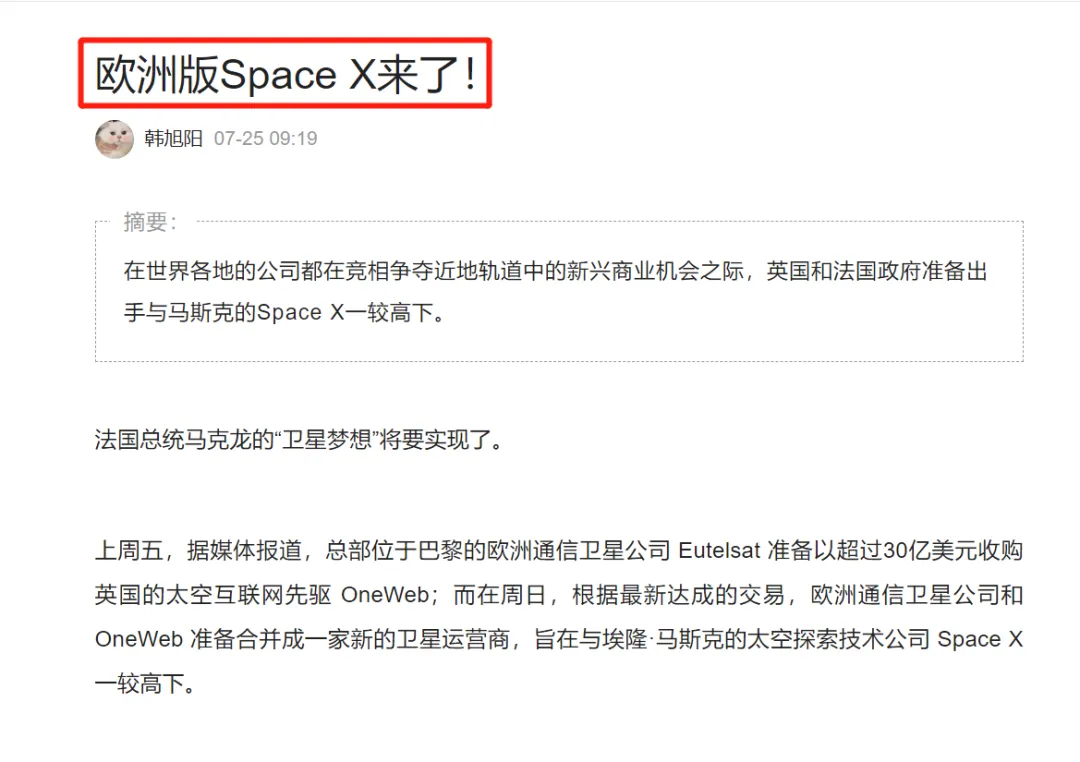 欧洲版Space X来了！
韩旭阳 07-25 09:19
摘要：
在世界各地的公司都在竞相争夺近地轨道中的新兴商业机会之际，英国和法国政府准备出
手与马斯克的Space X一较高下。
法国总统马克龙的“卫星梦想”将要实现了。
上周五，据媒体报道，总部位于巴黎的欧洲通信卫星公司 Eutelsat 准备以超过30亿美元收购
英国的太空互联网先驱 OneWeb；而在周日，根据最新达成的交易，欧洲通信卫星公司和
OneWeb 准备合并成一家新的卫星运营商，旨在与埃隆·马斯克的太空探索技术公司 Space X
一较高下。